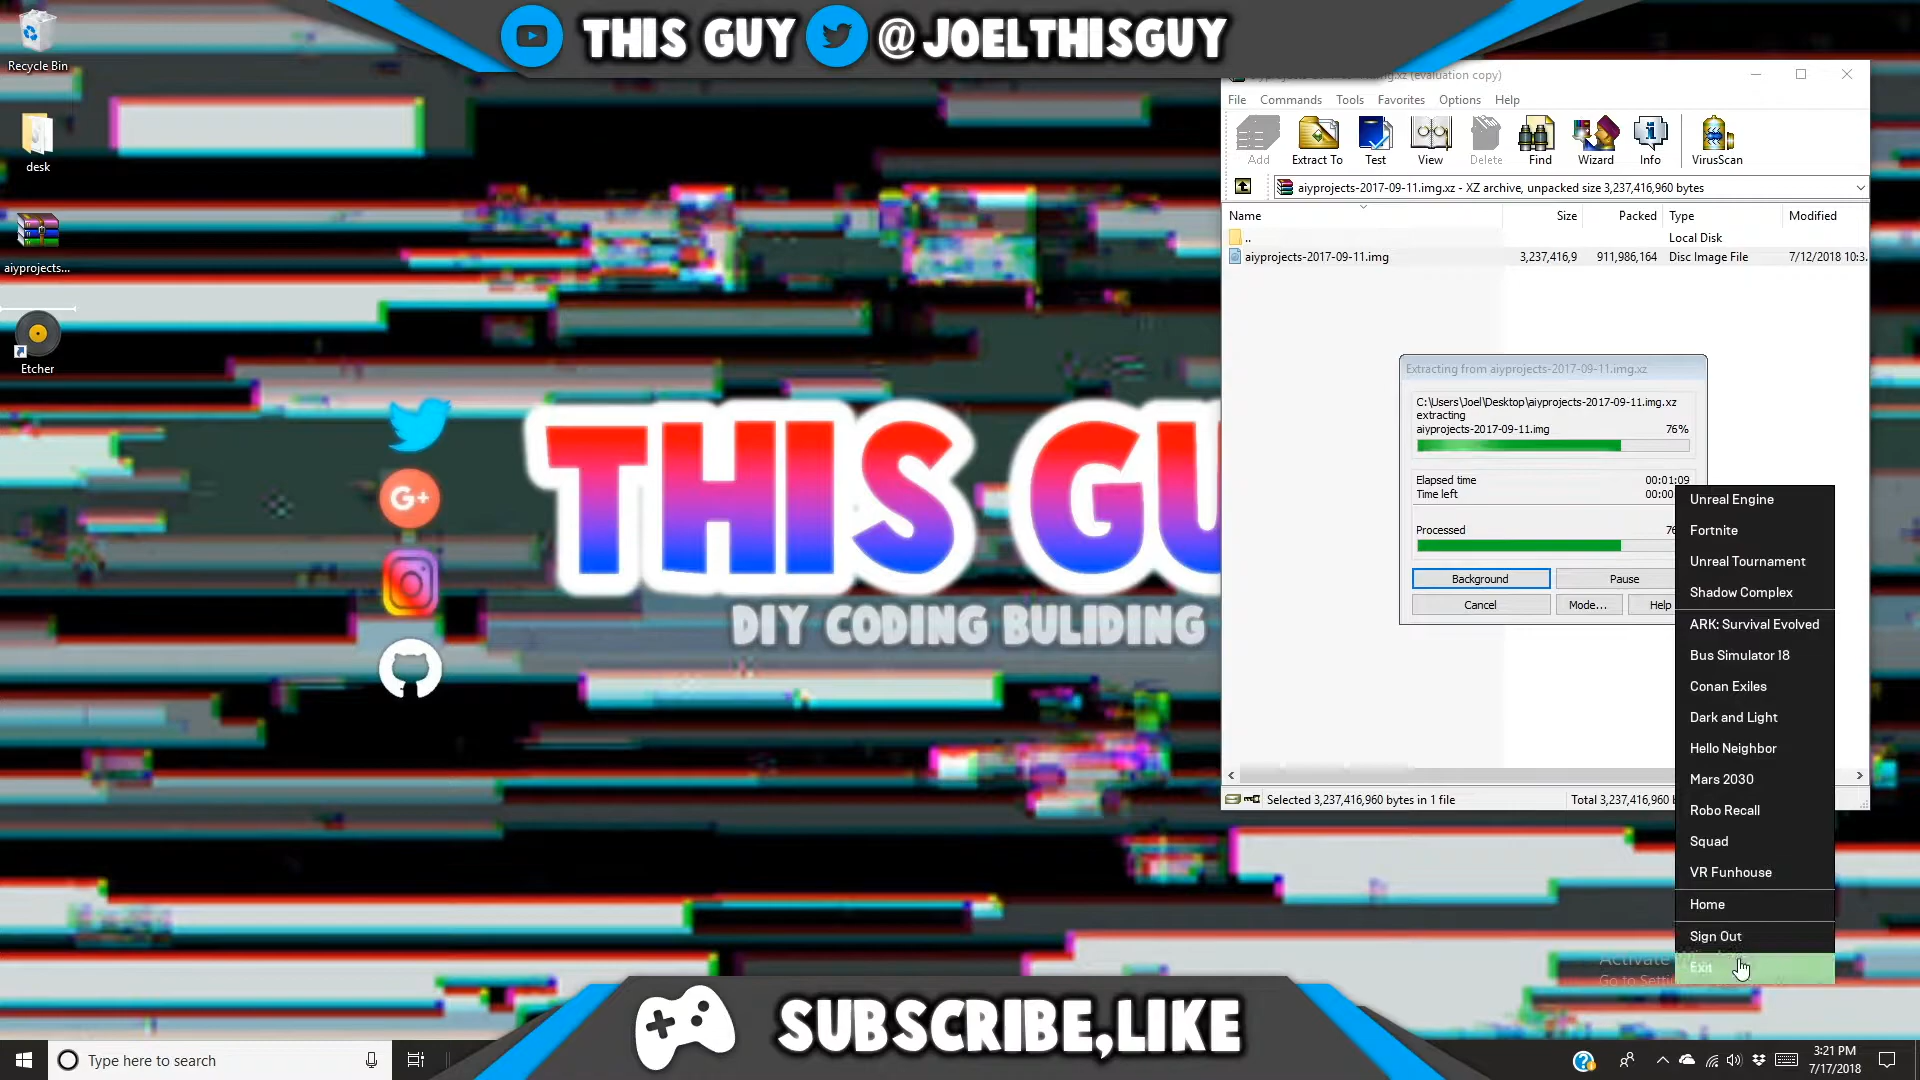 THIS GUY @JOELTHISGUY
Recycle Bin
desk
aiyprojects...
Etcher
THIS GU
DIY CODING BULIDING
(evaluation copy)
File Commands Tools Favorites Options Help
Add Extract To Test View Delete Find Wizard Info VirusScan
aiyprojects-2017-09-11.img.xz - XZ archive, unpacked size 3,237,416,960 bytes
Name Size Packed Type Modified
.. Local Disk
aiyprojects-2017-09-11.img 3,237,416,9 911,986,164 Disc Image File 7/12/2018 10:3.
Extracting from aiyprojects-2017-09-11.img.xz
C:\Users\Joel\Desktop\aiyprojects-2017-09-11.img.xz
extracting
aiyprojects-2017-09-11.img 76%
Elapsed time 00:01:09
Time left 00:00
Processed 76
Background Pause
Cancel Mode... Help
Selected 3,237,416,960 bytes in 1 file Total 3,237,416,960
Unreal Engine
Fortnite
Unreal Tournament
Shadow Complex
ARK: Survival Evolved
Bus Simulator 18
Conan Exiles
Dark and Light
Hello Neighbor
Mars 2030
Robo Recall
Squad
VR Funhouse
Home
Sign Out
Exit
Activate
Go to Setti
SUBSCRIBE,LIKE
Type here to search
3:21 PM
7/17/2018